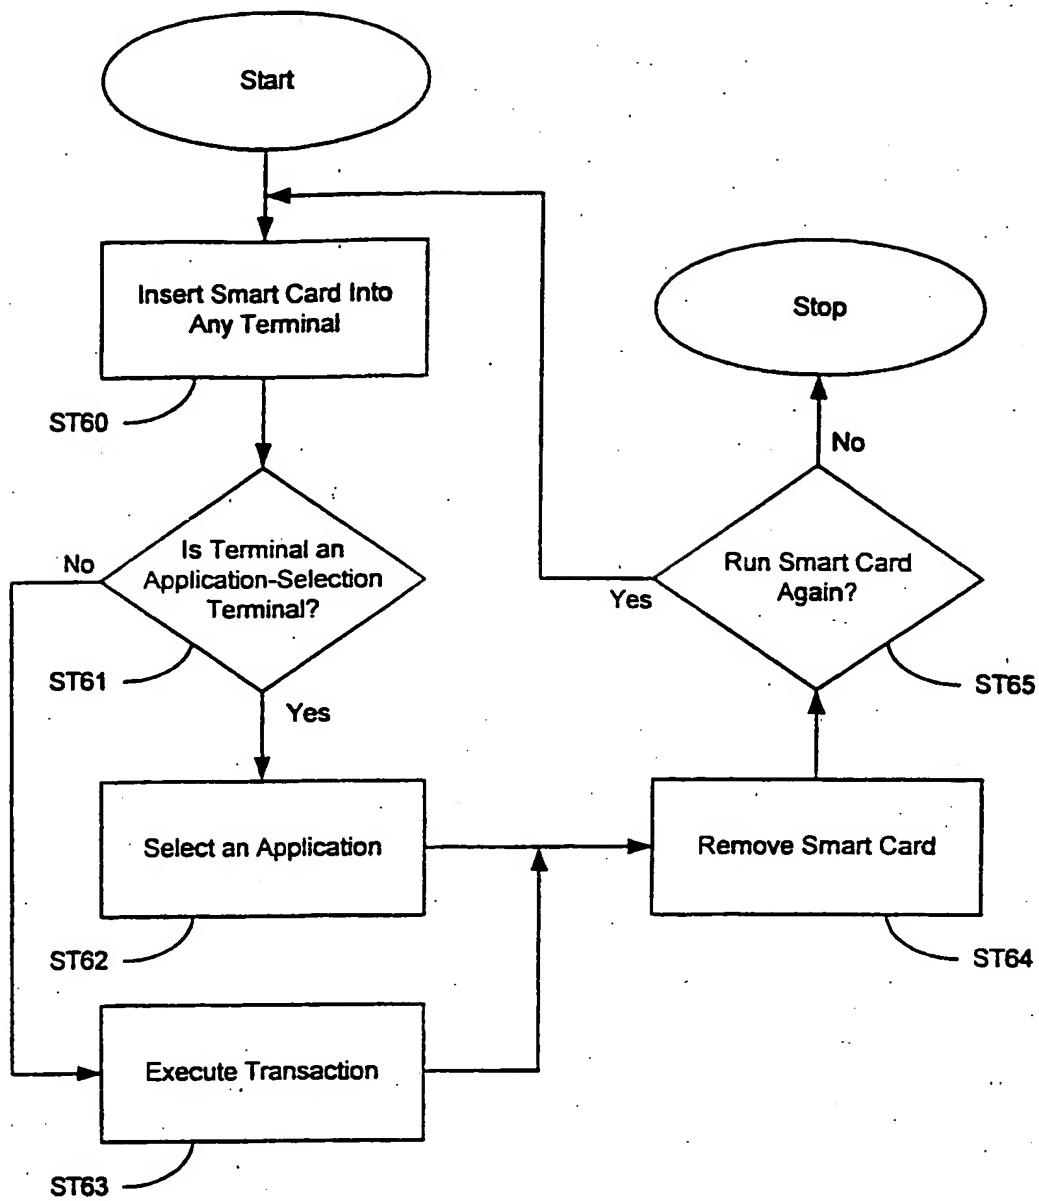 Start
Insert Smart Card Into
Any Terminal
ST60
Is Terminal an
Application-Selection
Terminal?
No
ST61
Yes
Select an Application
ST62
Execute Transaction
ST63
Stop
No
Run Smart Card
Again?
Yes
ST65
Remove Smart Card
ST64